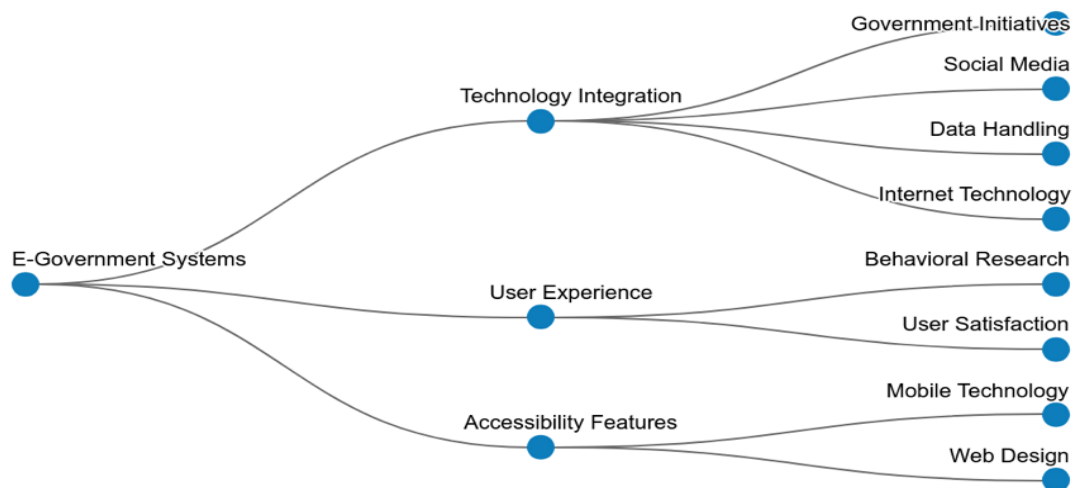 Government Initiatives
Social Media
Technology Integration
Data Handling
Internet Technology
E-Government Systems
Behavioral Research
User Experience
User Satisfaction
Mobile Technology
Accessibility Features
Web Design